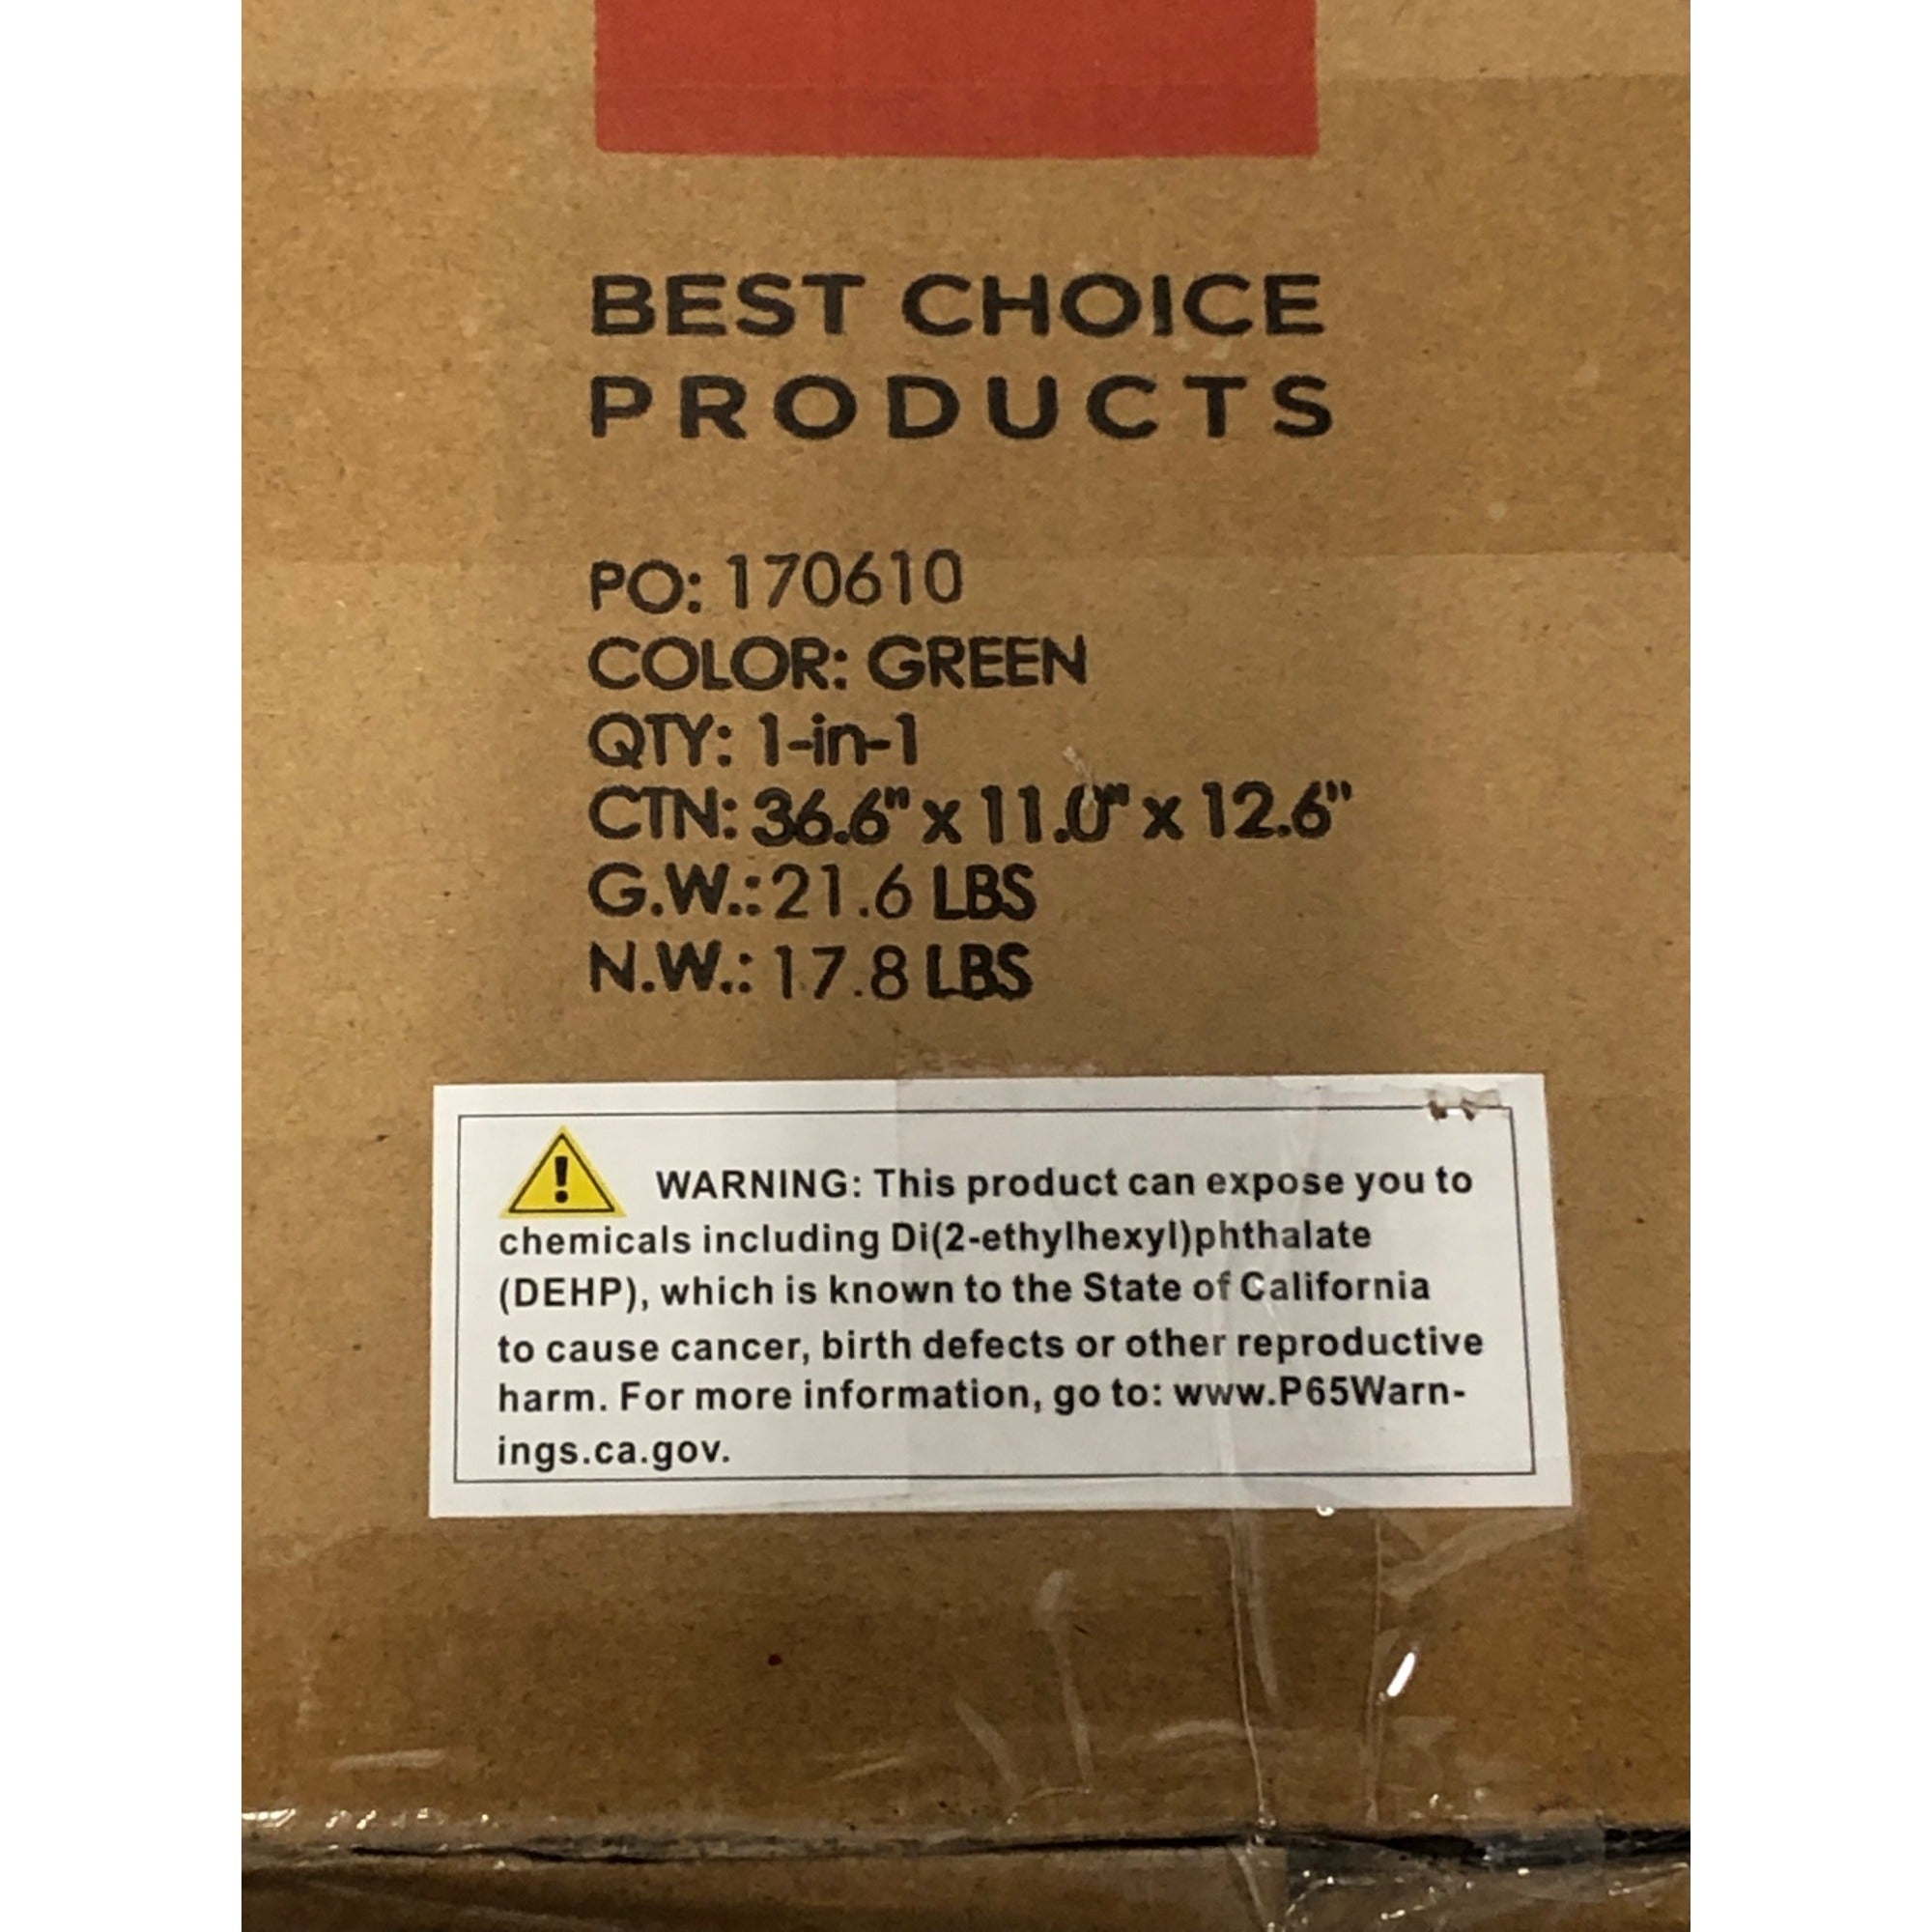 BEST CHOICE
PRODUCTS
PO: 170610
COLOR: GREEN
QTY: 1-in-1
CTN: 36.6" x 11.0" x 12.6"
G.W.: 21.6 LBS
N.W.: 17.8 LBS
WARNING: This product can expose you to
chemicals including Di(2-ethylhexyl)phthalate
(DEHP), which is known to the State of California
to cause cancer, birth defects or other reproductive
harm. For more information, go to: www.P65Warn-
ings.ca.gov.